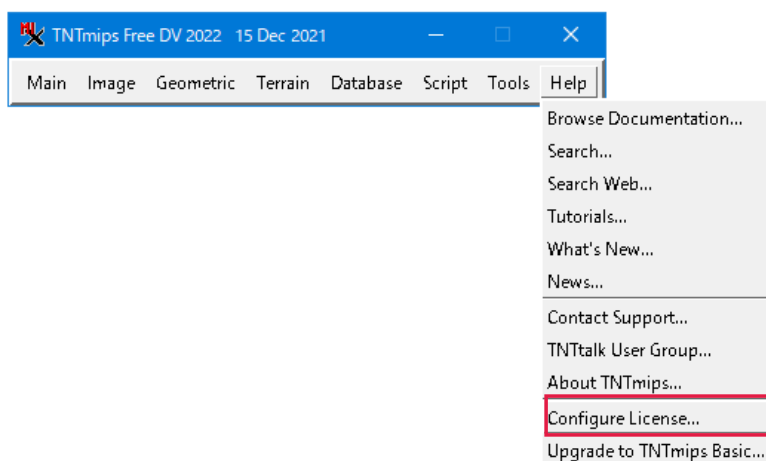 TNTmips Free DV 2022 15 Dec 2021
Main Image Geometric Terrain Database Script Tools Help
Browse Documentation...
Search...
Search Web...
Tutorials...
What's New...
News...
Contact Support...
TNTtalk User Group...
About TNTmips...
Configure License...
Upgrade to TNTmips Basic...